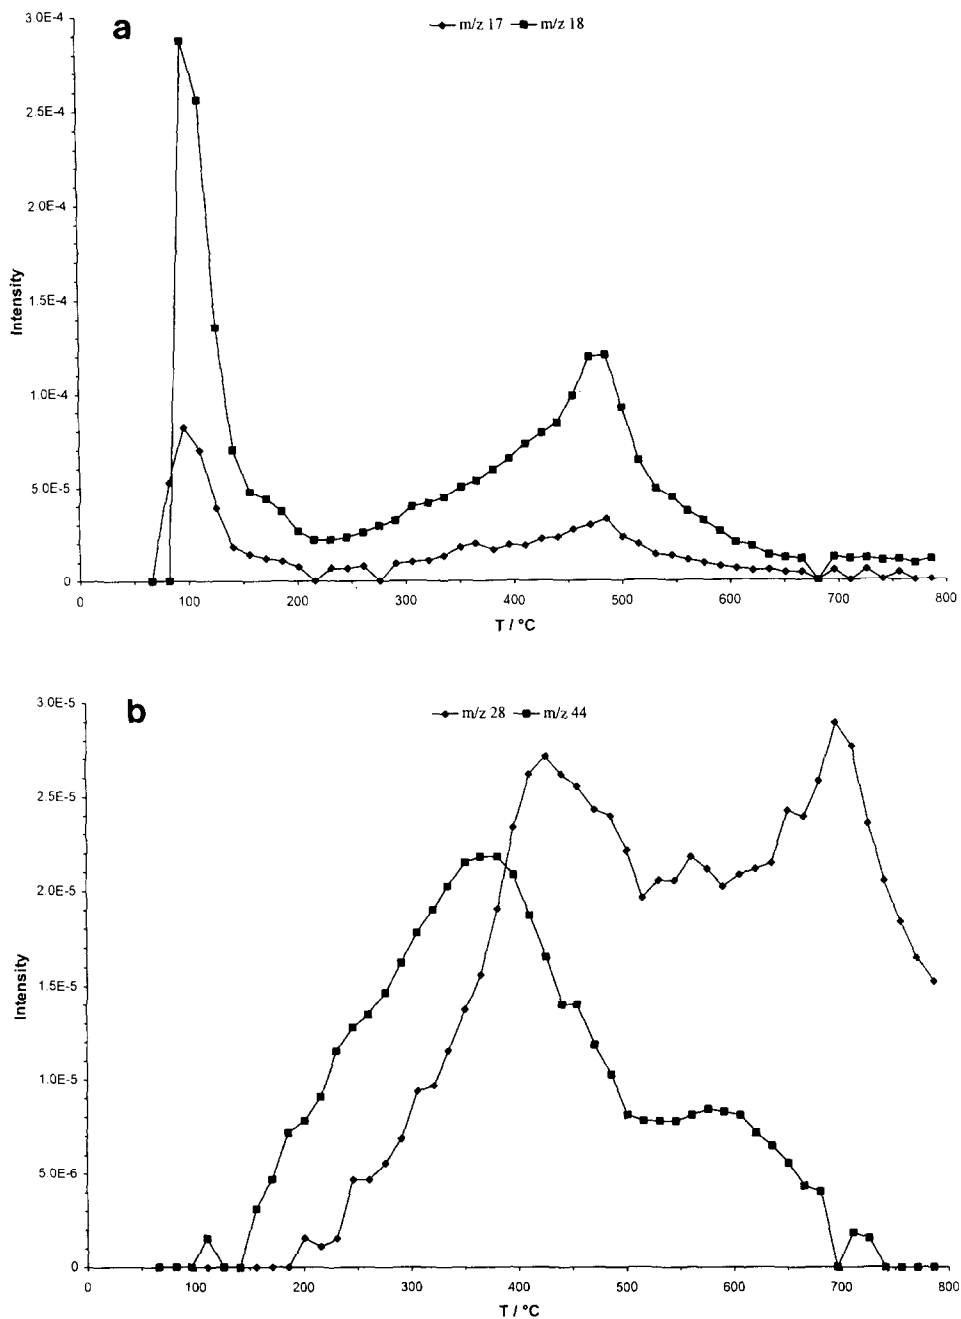 3 0E-4
a
m/z 17 m/z 18
2 5E-4
2 0E-4
Intensity
1 5E-4
1 0E-4
5 0E-5
0
0 100 200 300 400 500 600 700 800
T / °C
3 0E-5
b
m/z 28 m/z 44
2 5E-5
2 0E-5
Intensity
1 5E-5
1 0E-5
5 0E-6
0
0 100 200 300 400 500 600 700 800
T / °C